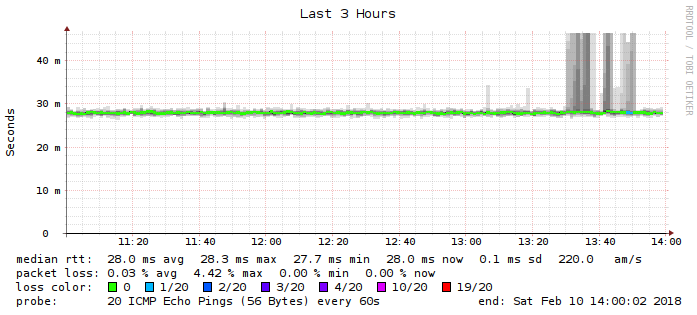 Last 3 Hours
RRDTOOL / TOBI OETIKER
Seconds
40 m
30 m
20 m
10 m
0
11:20 11:40 12:00 12:20 12:40 13:00 13:20 13:40 14:00
median rtt: 28.0 ms avg 28.3 ms max 27.7 ms min 28.0 ms now 0.1 ms sd 220.0 am/s
packet loss: 0.03 % avg 4.42 % max 0.00 % min 0.00 % now
loss color: 0 1/20 2/20 3/20 4/20 10/20 19/20
probe: 20 ICMP Echo Pings (56 Bytes) every 60s end: Sat Feb 10 14:00:02 2018